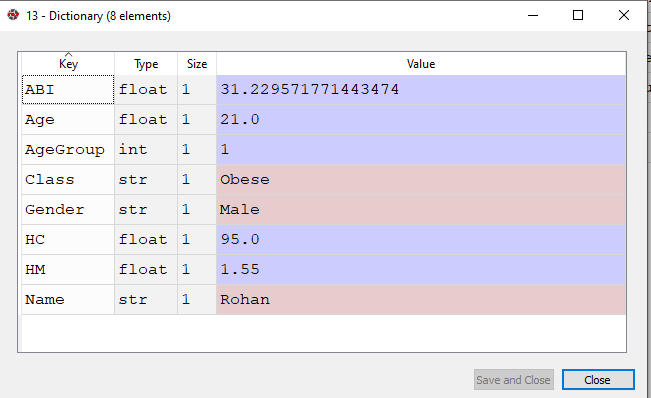 13 - Dictionary (8 elements)
Key Type Size Value
ABI float 1 31.229571771443474
Age float 1 21.0
AgeGroup int 1 1
Class str 1 Obese
Gender str 1 Male
HC float 1 95.0
HM float 1 1.55
Name str 1 Rohan
Save and Close Close